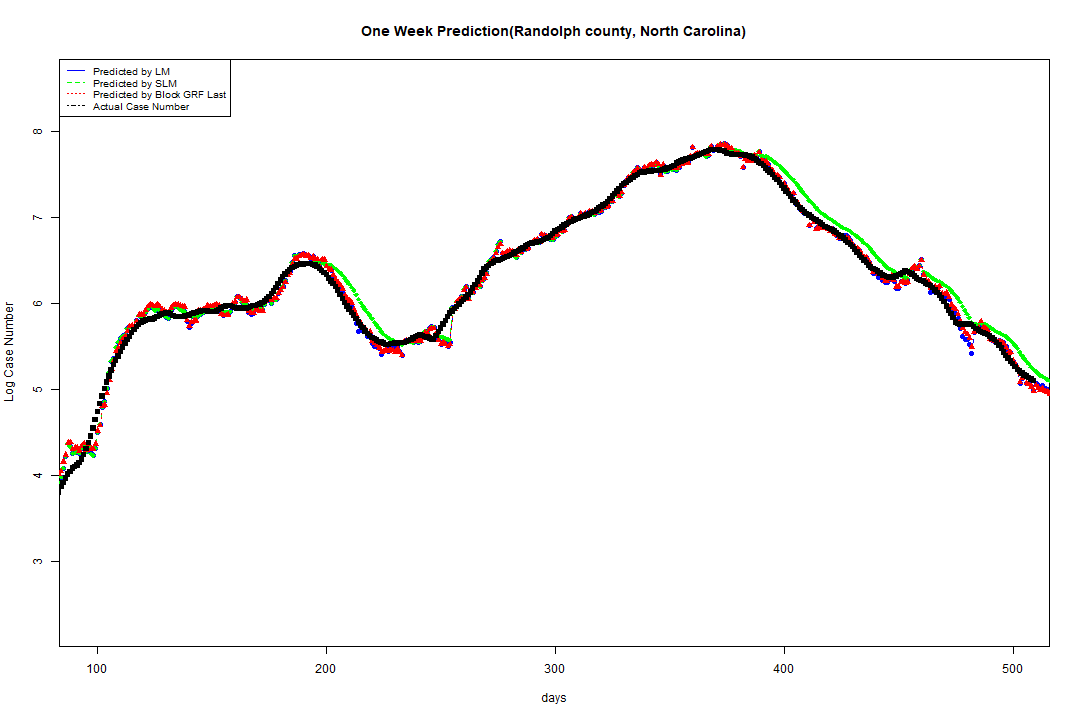 One Week Prediction(Randolph county, North Carolina)
Predicted by LM
Predicted by SLM
Predicted by Block GRF Last
Actual Case Number
8
7
6
5
4
3
Log Case Number
100 200 300 400 500
days